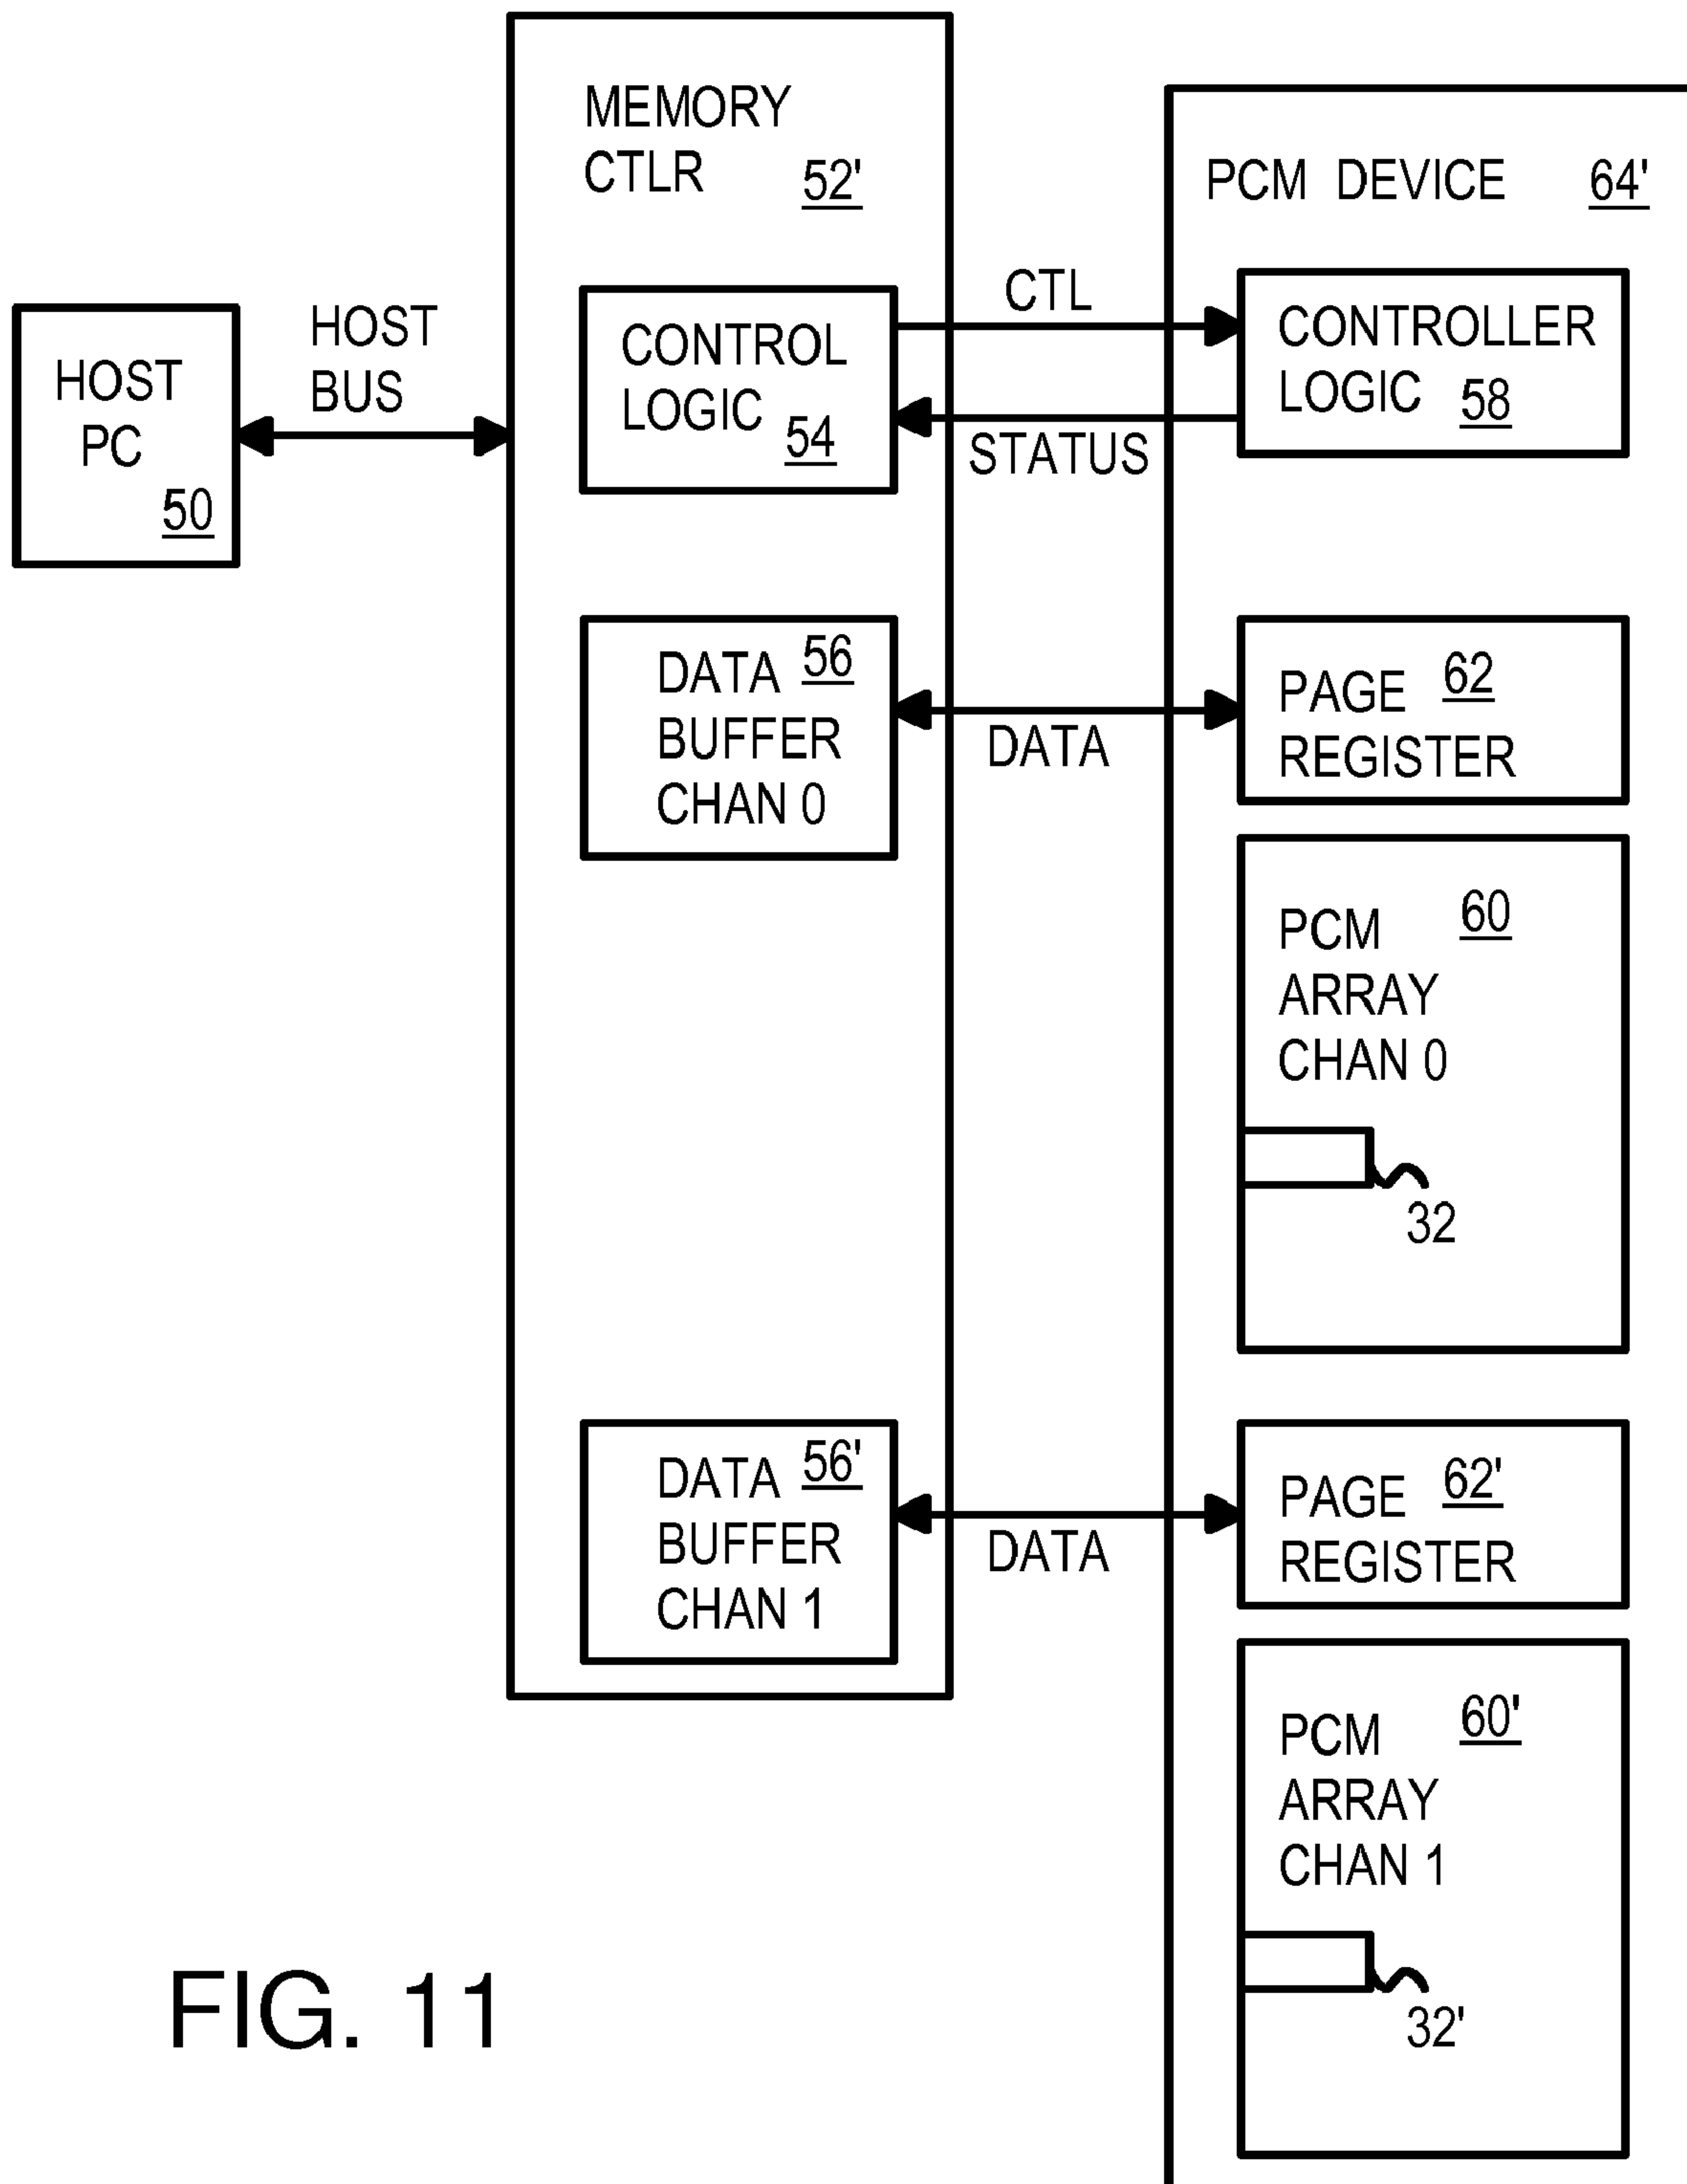 MEMORY
CTLR 52'
PCM DEVICE 64'
HOST
PC
50
HOST
BUS
CONTROL
LOGIC 54
CTL
STATUS
CONTROLLER
LOGIC 58
DATA 56
BUFFER
CHAN 0
DATA
PAGE 62
REGISTER
PCM 60
ARRAY
CHAN 0
32
DATA 56'
BUFFER
CHAN 1
DATA
PAGE 62'
REGISTER
PCM 60'
ARRAY
CHAN 1
32'
FIG. 11